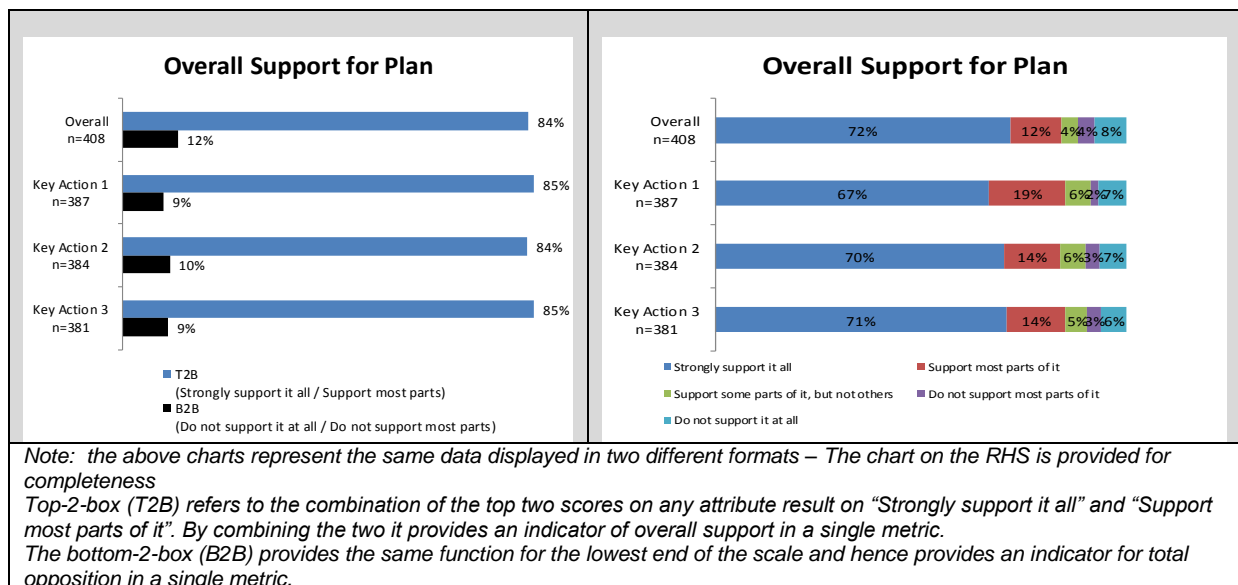 Overall Support for Plan
Overall
n=408
84%
12%
Key Action 1
n=387
85%
9%
Key Action 2
n=384
84%
10%
Key Action 3
n=381
85%
9%
T2B
(Strongly support it all / Support most parts)
B2B
(Do not support it at all / Do not support most parts)
Overall Support for Plan
Overall
n=408
72% 12% 4% 4% 8%
Key Action 1
n=387
67% 19% 6% 2% 7%
Key Action 2
n=384
70% 14% 6% 3% 7%
Key Action 3
n=381
71% 14% 5% 3% 6%
Strongly support it all
Support most parts of it
Support some parts of it, but not others
Do not support most parts of it
Do not support it at all
Note: the above charts represent the same data displayed in two different formats – The chart on the RHS is provided for
completeness
Top-2-box (T2B) refers to the combination of the top two scores on any attribute result on “Strongly support it all” and “Support
most parts of it”. By combining the two it provides an indicator of overall support in a single metric.
The bottom-2-box (B2B) provides the same function for the lowest end of the scale and hence provides an indicator for total
opposition in a single metric.